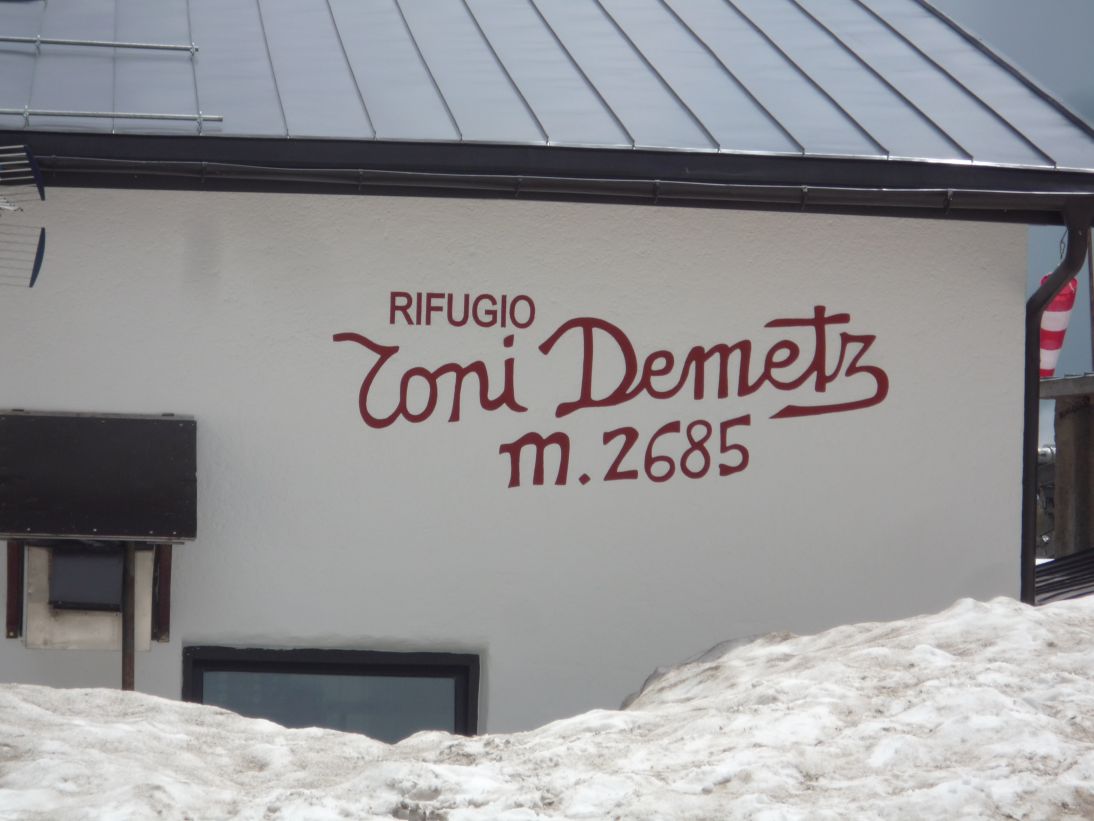 RIFUGIO
Toni Demetz
m. 2685